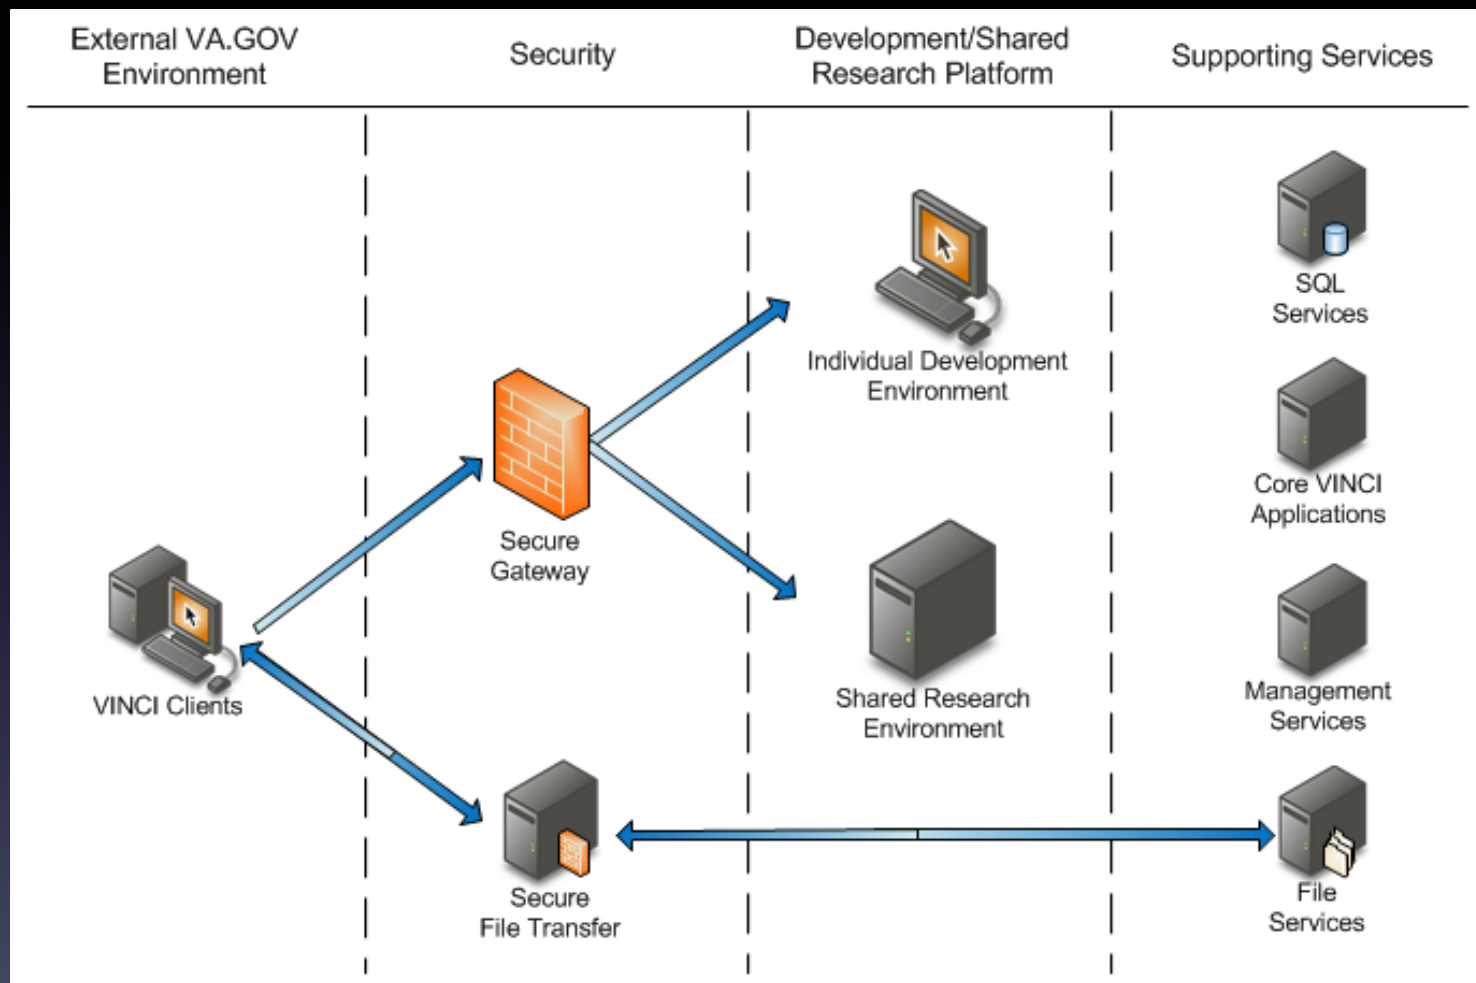 External VA.GOV
Environment
Security
Development/Shared
Research Platform
Supporting Services
SQL
Services
Individual Development
Environment
Core VINCI
Applications
Secure
Gateway
VINCI Clients
Shared Research
Environment
Management
Services
Secure
File Transfer
File
Services